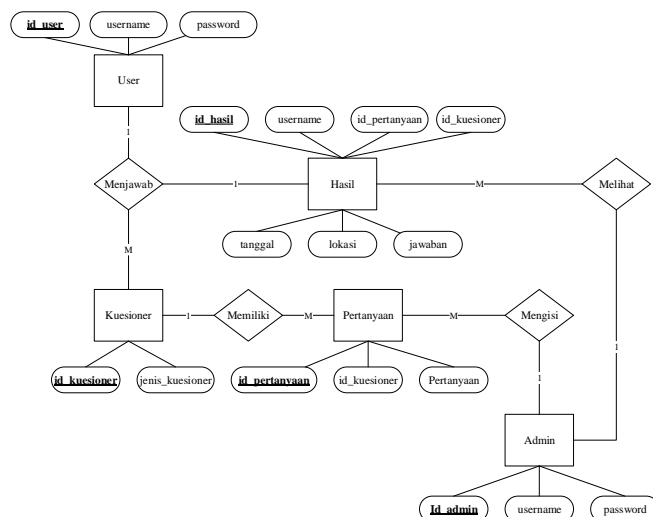 id_user username password
User
1
id_hasil username id_pertanyaan id_kuesioner
Menjawab 1 Hasil M Melihat
tanggal lokasi jawaban
M
Kuesioner 1 Memiliki M Pertanyaan M Mengisi
1
id_kuesioner jenis_kuesioner id_pertanyaan id_kuesioner Pertanyaan
1
Admin
Id_admin username password